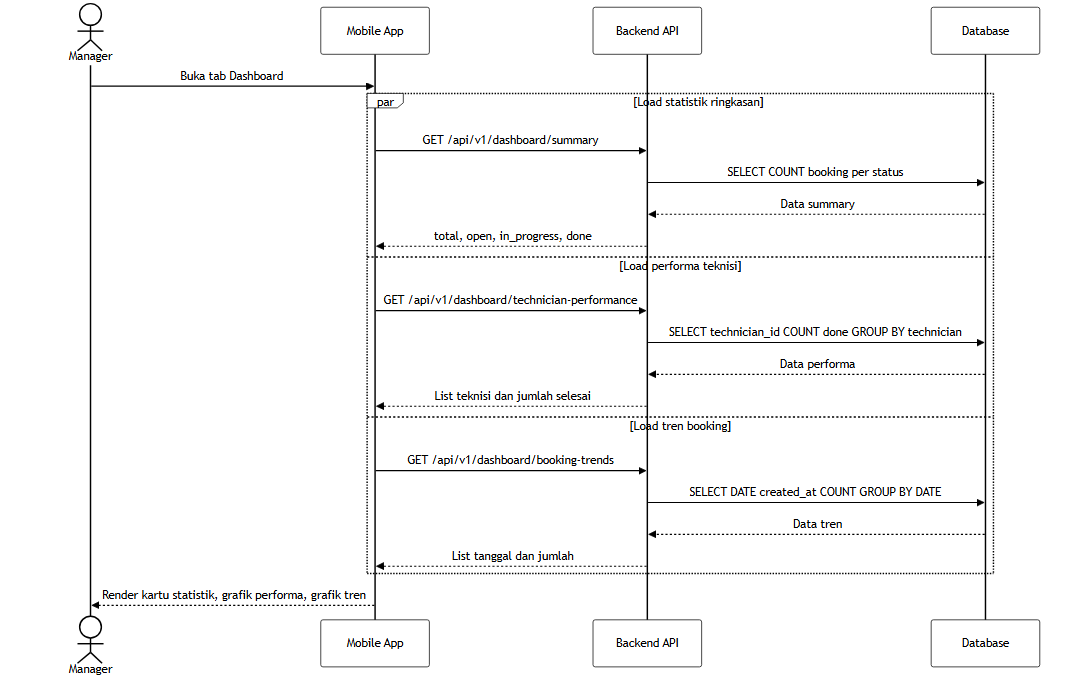 Mobile App
Backend API
Database
Manager
Buka tab Dashboard
par
[Load statistik ringkasan]
GET /api/v1/dashboard/summary
SELECT COUNT booking per status
Data summary
total, open, in_progress, done
[Load performa teknisi]
GET /api/v1/dashboard/technician-performance
SELECT technician_id COUNT done GROUP BY technician
Data performa
List teknisi dan jumlah selesai
[Load tren booking]
GET /api/v1/dashboard/booking-trends
SELECT DATE created_at COUNT GROUP BY DATE
Data tren
List tanggal dan jumlah
Render kartu statistik, grafik performa, grafik tren
Mobile App
Backend API
Database
Manager